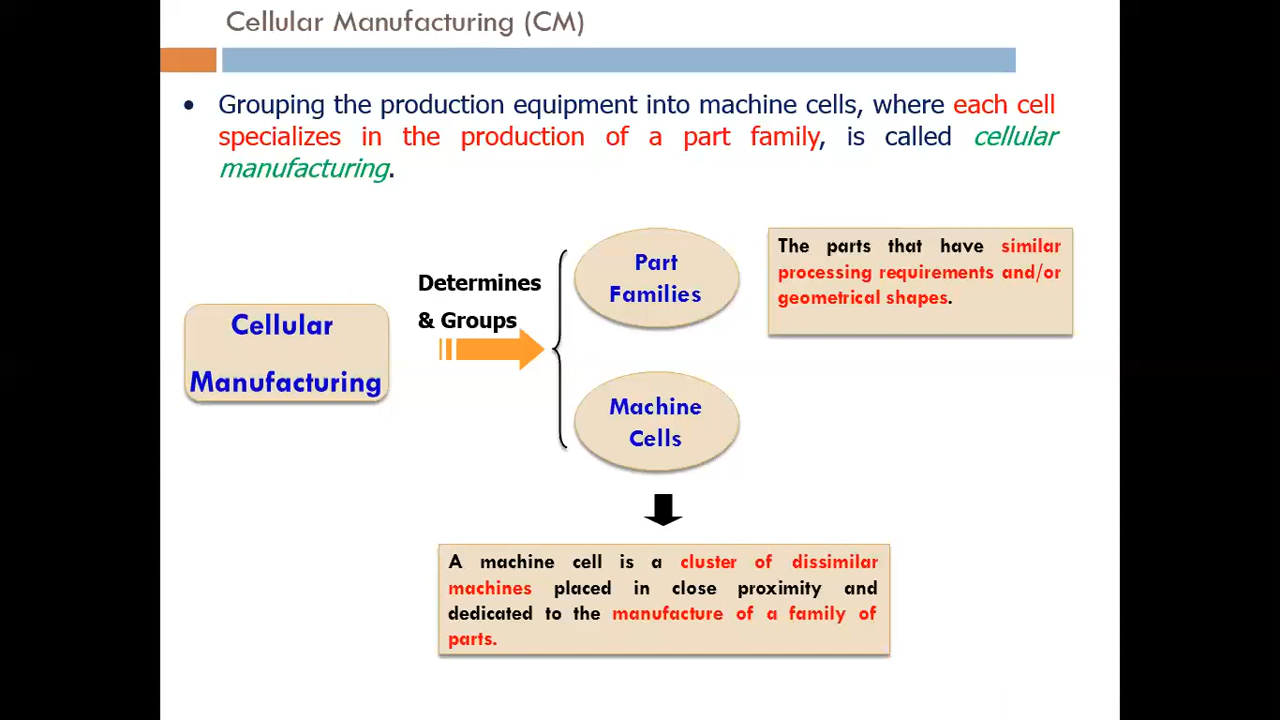 Cellular Manufacturing (CM)
• Grouping the production equipment into machine cells, where each cell
specializes in the production of a part family, is called cellular
manufacturing.
Determines
& Groups
Cellular
Manufacturing
Part
Families
The parts that have similar
processing requirements and/or
geometrical shapes.
Machine
Cells
A machine cell is a cluster of dissimilar
machines placed in close proximity and
dedicated to the manufacture of a family of
parts.